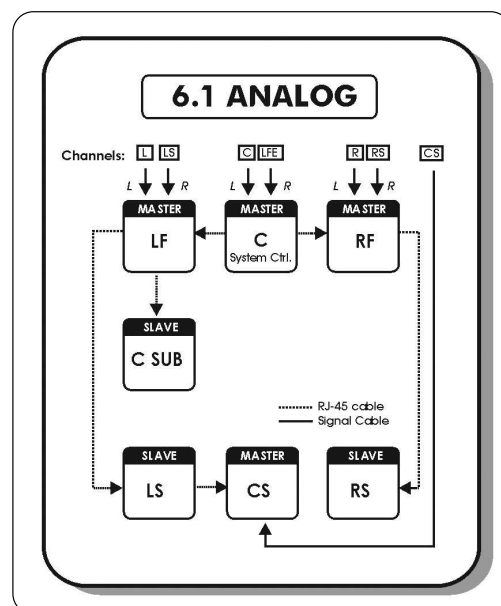 6.1 ANALOG
Channels: L LS C LFE R RS CS
L R L R L R
MASTER MASTER MASTER
LF C RF
System Ctrl.
SLAVE
C SUB
RJ-45 cable
Signal Cable
SLAVE MASTER SLAVE
LS CS RS